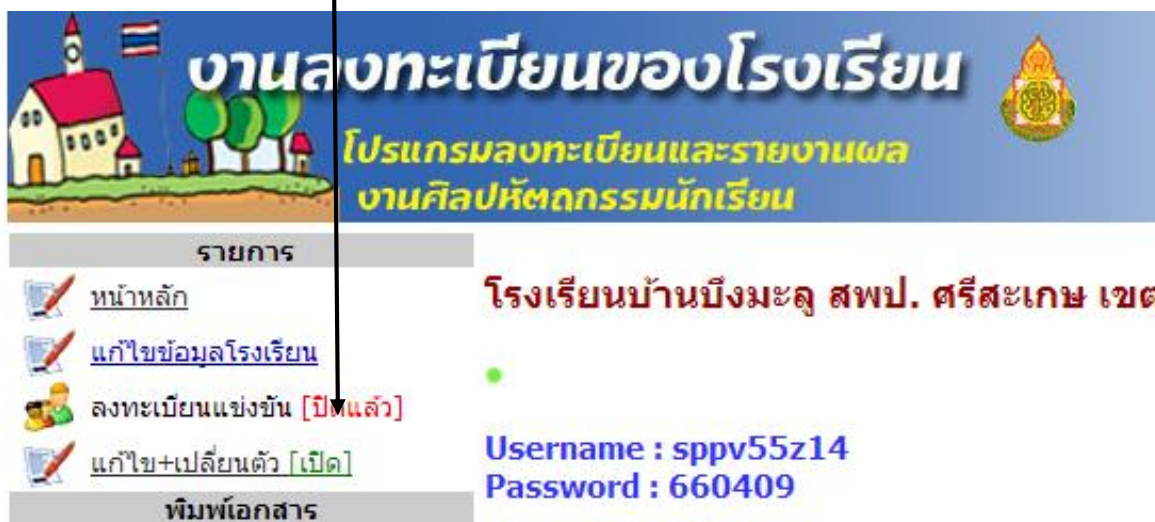 งานลงทะเบียนของโรงเรียน
โปรแกรมลงทะเบียนและรายงานผล
งานศิลปหัตถกรรมนักเรียน
รายการ
หน้าหลัก
แก้ไขข้อมูลโรงเรียน
ลงทะเบียนแข่งขัน [ปิดแล้ว]
แก้ไข+เปลี่ยนตัว [เปิด]
พิมพ์เอกสาร
โรงเรียนบ้านบึงมะลู สพป. ศรีสะเกษ เขต
Username : sppv55z14
Password : 660409